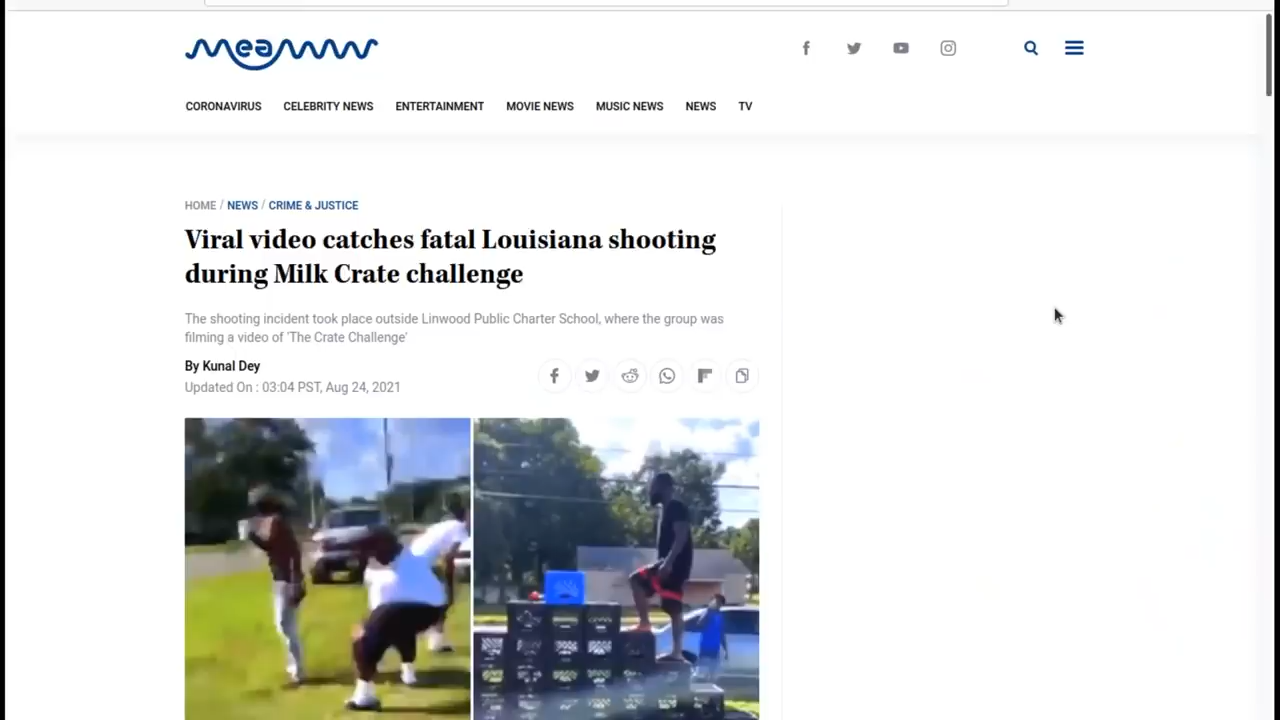 meaww
CORONAVIRUS CELEBRITY NEWS ENTERTAINMENT MOVIE NEWS MUSIC NEWS NEWS TV
HOME / NEWS / CRIME & JUSTICE
Viral video catches fatal Louisiana shooting
during Milk Crate challenge
The shooting incident took place outside Linwood Public Charter School, where the group was
filming a video of 'The Crate Challenge'
By Kunal Dey
Updated On : 03:04 PST, Aug 24, 2021